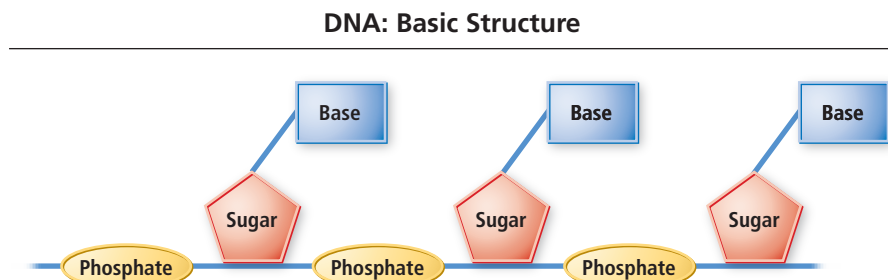 DNA: Basic Structure
Base Base Base
Sugar Sugar Sugar
Phosphate Phosphate Phosphate